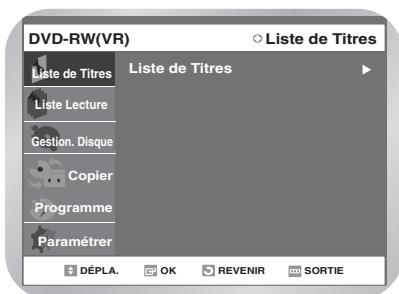 DVD-RW(VR) Liste de Titres
Liste de Titres Liste de Titres
Liste Lecture
Gestion. Disque
Copier
Programme
Paramétrer
DÉPLA. OK REVENIR SORTIE